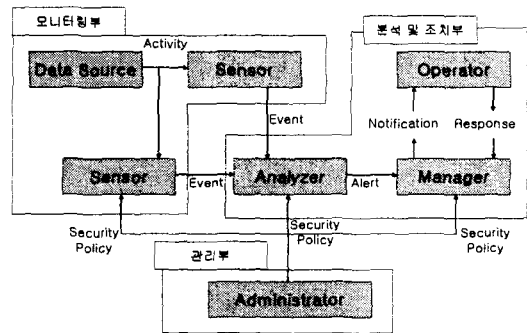 모니터링부
분석 및 조치부
Activity
Data Source
Sensor
Operator
Event
Notification
Response
Sensor
Event
Analyzer
Alert
Manager
Security
Policy
Security
Policy
Security
Policy
관리부
Administrator